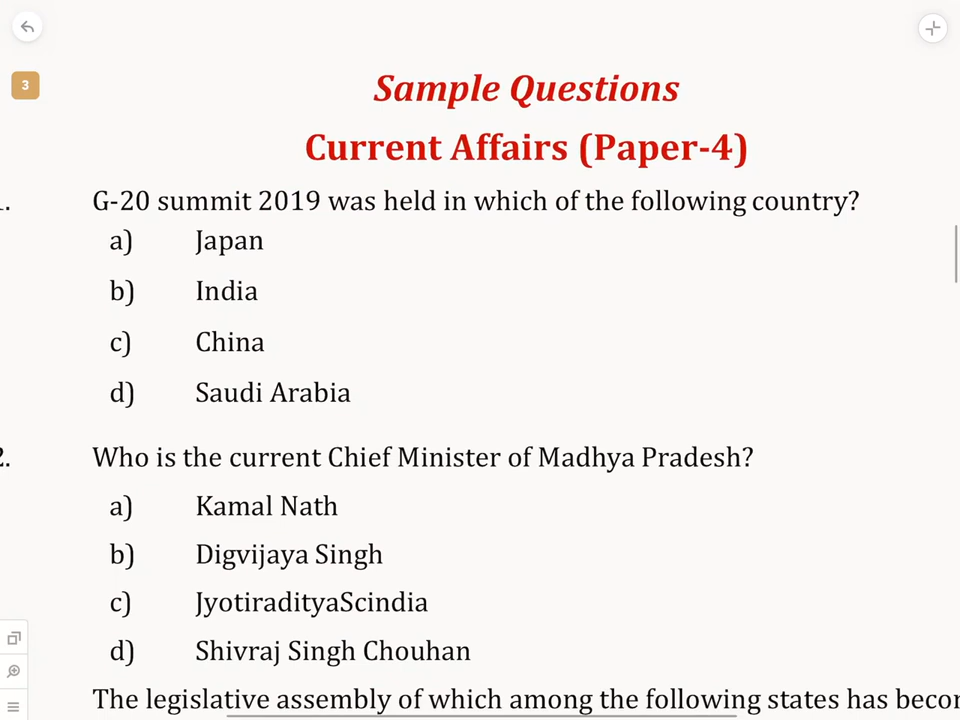 3
Sample Questions
Current Affairs (Paper-4)
G-20 summit 2019 was held in which of the following country?
a) Japan
b) India
c) China
d) Saudi Arabia
2. Who is the current Chief Minister of Madhya Pradesh?
a) Kamal Nath
b) Digvijaya Singh
c) JyotiradityaScindia
d) Shivraj Singh Chouhan
The legislative assembly of which among the following states has